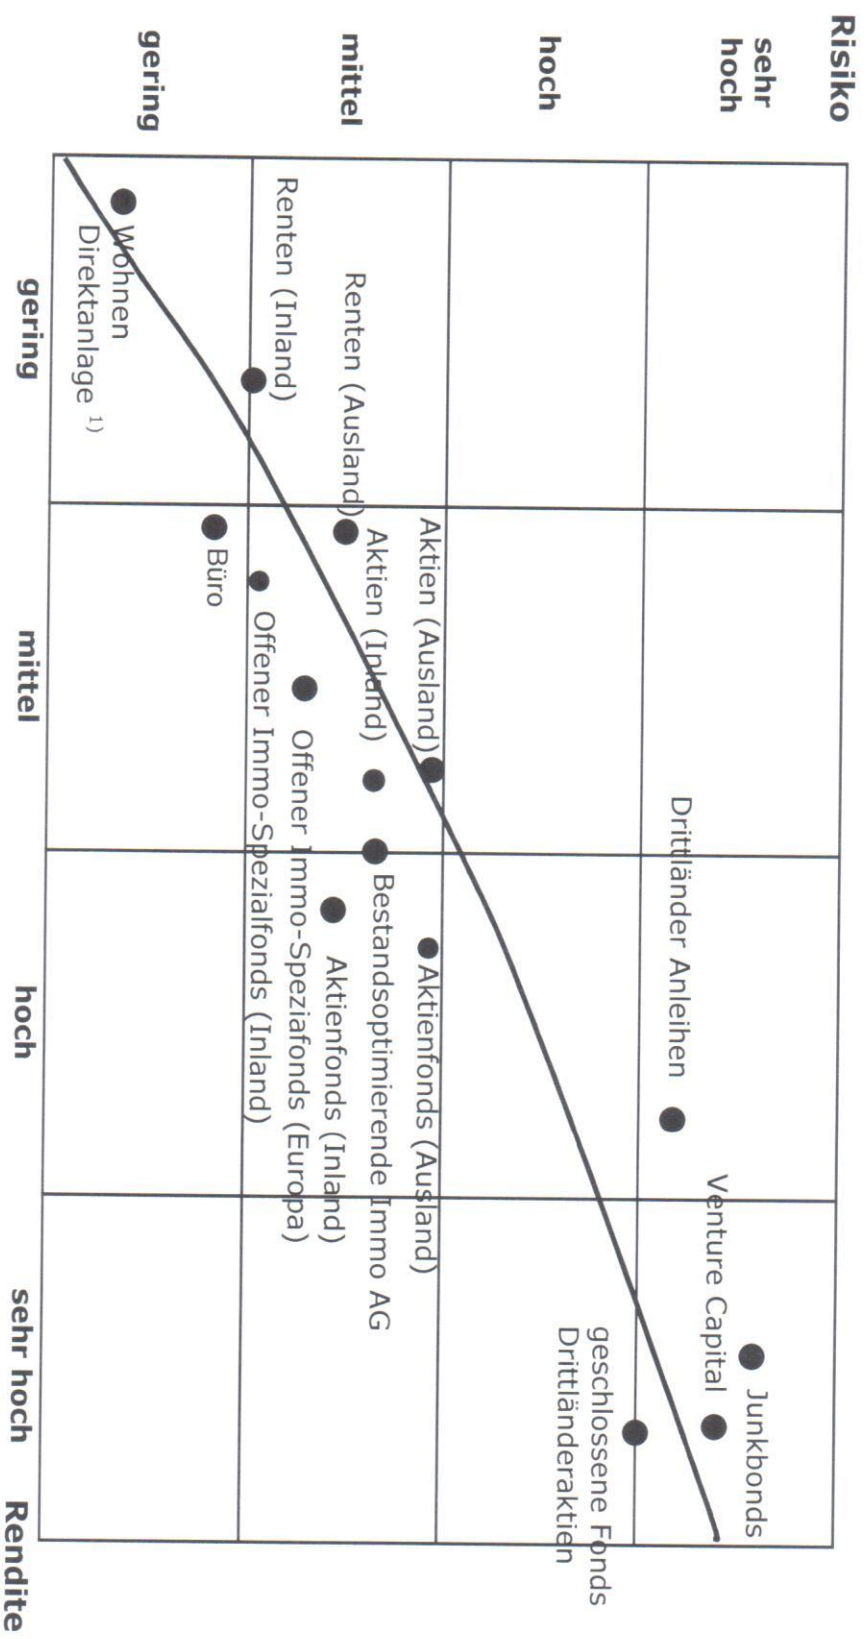 Risiko
sehr
hoch
hoch
mittel
gering
Junkbonds
Venture Capital
Drittländer Anleihen
geschlossene Fonds
Drittländeraktien
Aktien (Ausland)
Aktienfonds (Ausland)
Aktien (Inland)
Bestandsoptimierende Immo AG
Renten (Ausland)
Aktienfonds (Inland)
Offener Immo-Speziafonds (Europa)
Renten (Inland)
Offener Immo-Spezialfonds (Inland)
Büro
Wohnen
Direktanlage 1)
gering
mittel
hoch
sehr hoch
Rendite